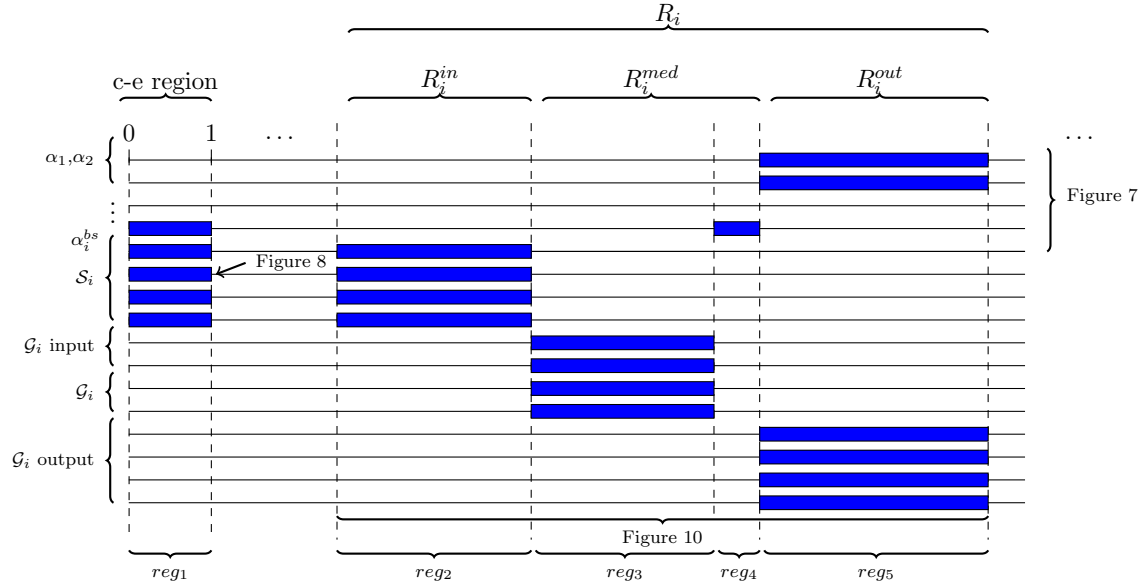 R_i
c-e region
R_i^{in}
R_i^{med}
R_i^{out}
0 1 ... ...
α_1,α_2
Figure 7
⋮
α_i^{bs}
Figure 8
S_i
G_i input
G_i
G_i output
Figure 10
reg_1 reg_2 reg_3 reg_4 reg_5